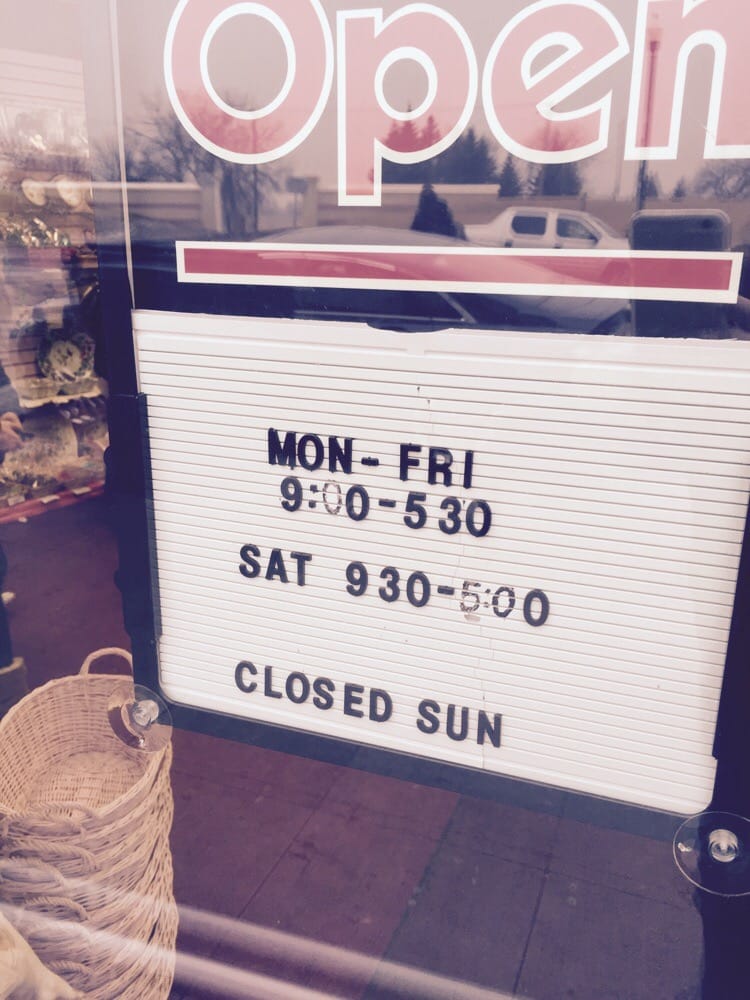 Open
MON- FRI
9:00-530
SAT 930-5:00
CLOSED SUN